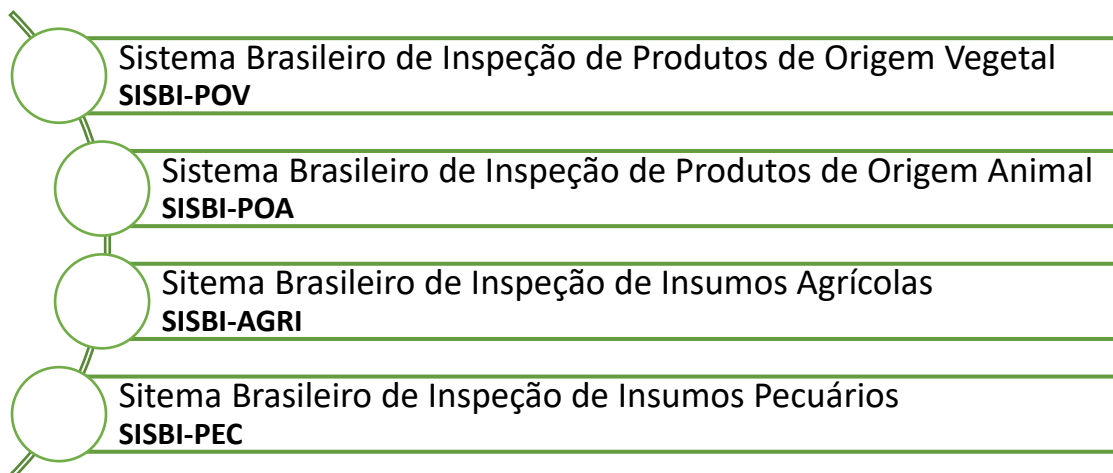 Sistema Brasileiro de Inspeção de Produtos de Origem Vegetal
SISBI-POV
Sistema Brasileiro de Inspeção de Produtos de Origem Animal
SISBI-POA
Sitema Brasileiro de Inspeção de Insumos Agrícolas
SISBI-AGRI
Sitema Brasileiro de Inspeção de Insumos Pecuários
SISBI-PEC